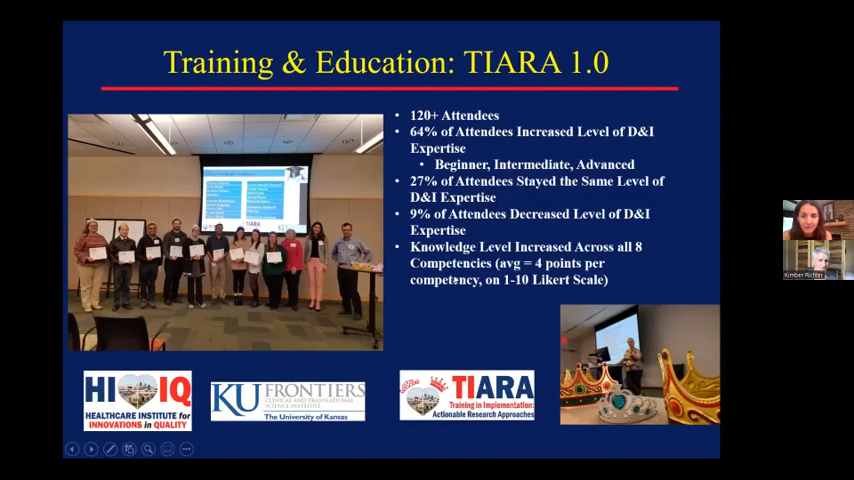 Training & Education: TIARA 1.0
• 120+ Attendees
• 64% of Attendees Increased Level of D&I
Expertise
• Beginner, Intermediate, Advanced
• 27% of Attendees Stayed the Same Level of
D&I Expertise
• 9% of Attendees Decreased Level of D&I
Expertise
• Knowledge Level Increased Across all 8
Competencies (avg = 4 points per
competency, on 1-10 Likert Scale)
TIARA
HI IQ
HEALTHCARE INSTITUTE for
INNOVATIONS in QUALITY
KU FRONTIERS
CLINICAL AND TRANSLATIONAL
SCIENCE INSTITUTE
The University of Kansas
TIARA
Training in Implementation:
Actionable Research Approaches
Kimber Richter